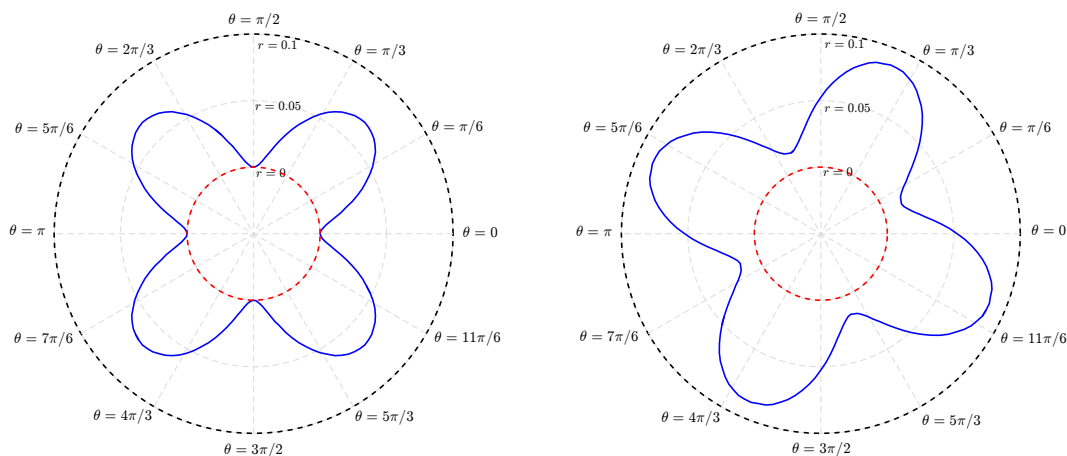 θ = π/2
θ = 2π/3
r = 0.1
θ = π/3
θ = 5π/6
r = 0.05
θ = π/6
r = 0
θ = π
θ = 0
θ = 7π/6
θ = 11π/6
θ = 4π/3
θ = 5π/3
θ = 3π/2
θ = π/2
θ = 2π/3
r = 0.1
θ = π/3
θ = 5π/6
r = 0.05
θ = π/6
r = 0
θ = π
θ = 0
θ = 7π/6
θ = 11π/6
θ = 4π/3
θ = 5π/3
θ = 3π/2